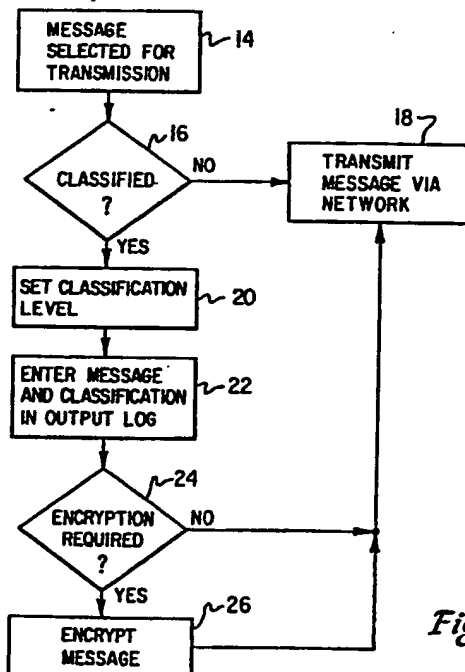 MESSAGE
SELECTED FOR
TRANSMISSION
14
16
CLASSIFIED
?
NO
18
TRANSMIT
MESSAGE VIA
NETWORK
YES
SET CLASSIFICATION
LEVEL
20
ENTER MESSAGE
AND CLASSIFICATION
IN OUTPUT LOG
22
24
ENCRYPTION
REQUIRED
?
NO
YES
26
ENCRYPT
MESSAGE